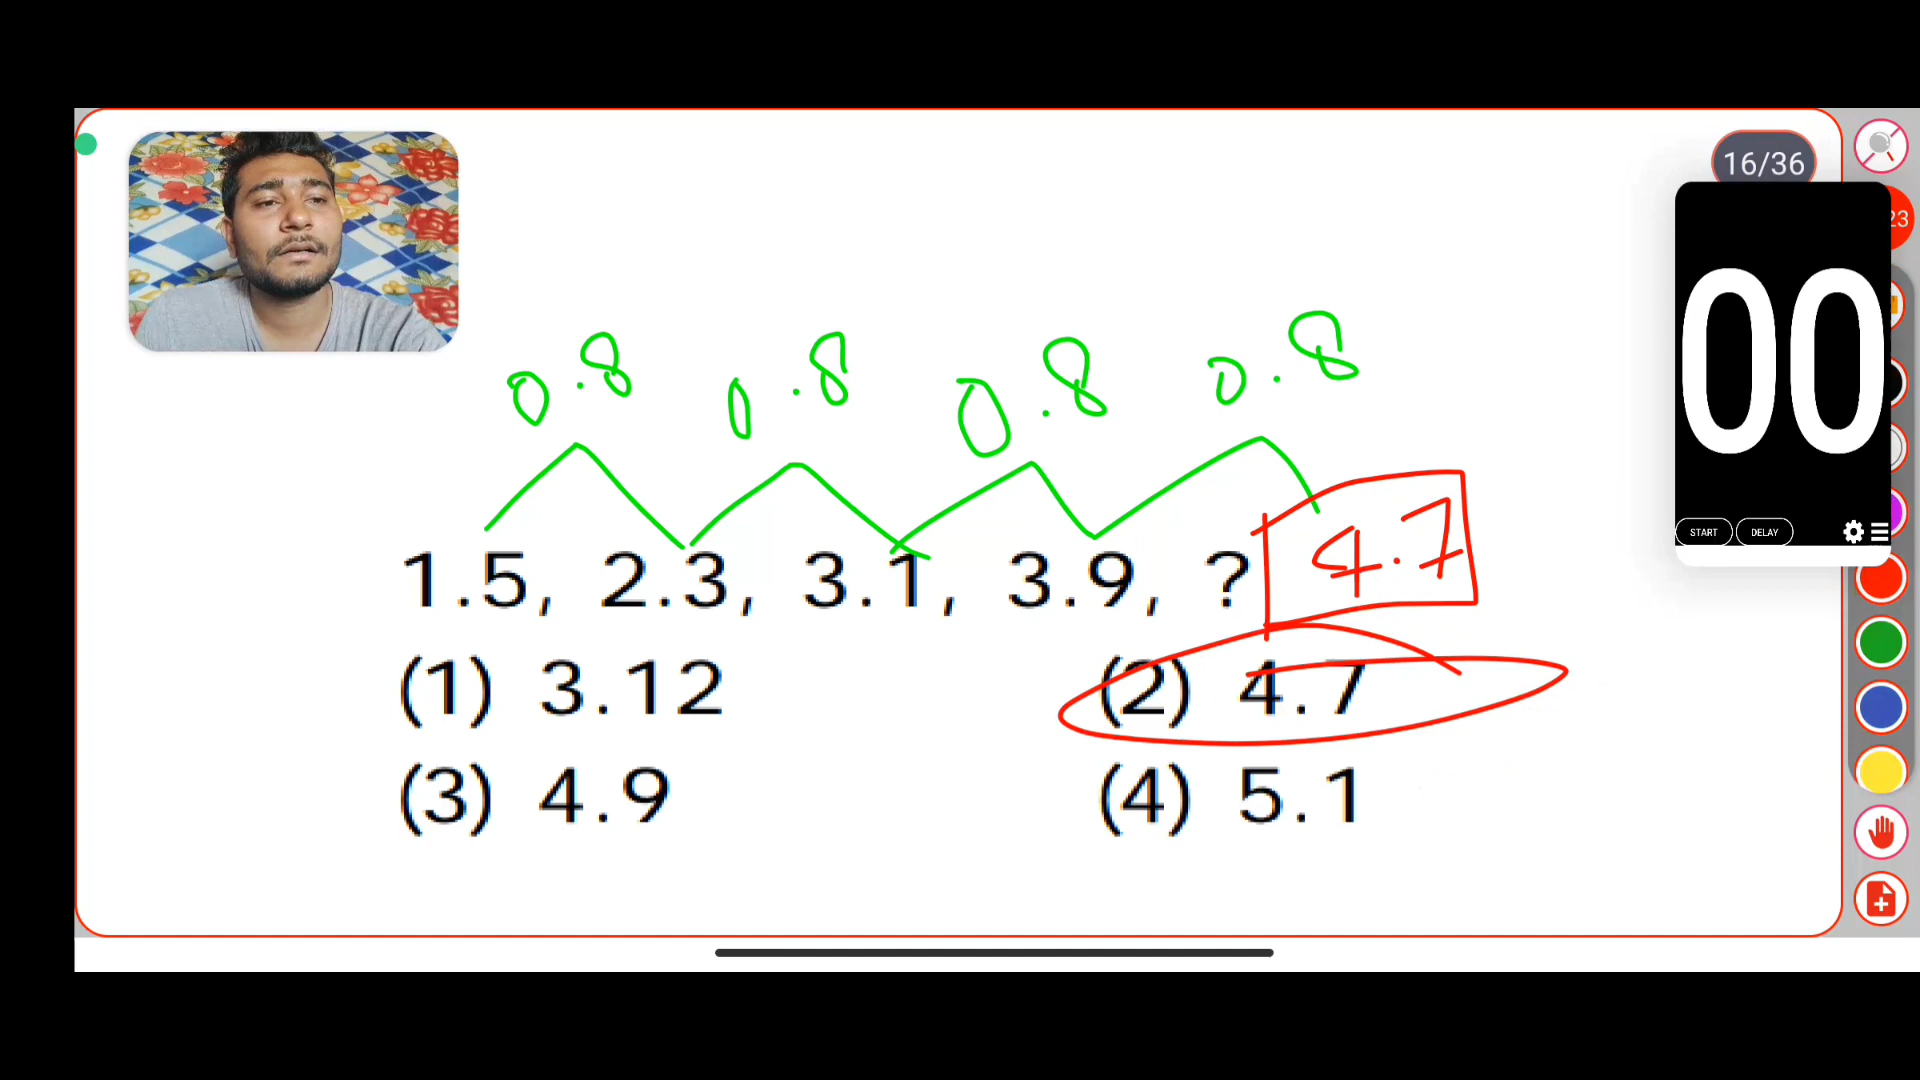 16/36
23
00
START DELAY
0.8 0.8 0.8 0.8
1.5, 2.3, 3.1, 3.9, ? 4.7
(1) 3.12 (2) 4.7
(3) 4.9 (4) 5.1